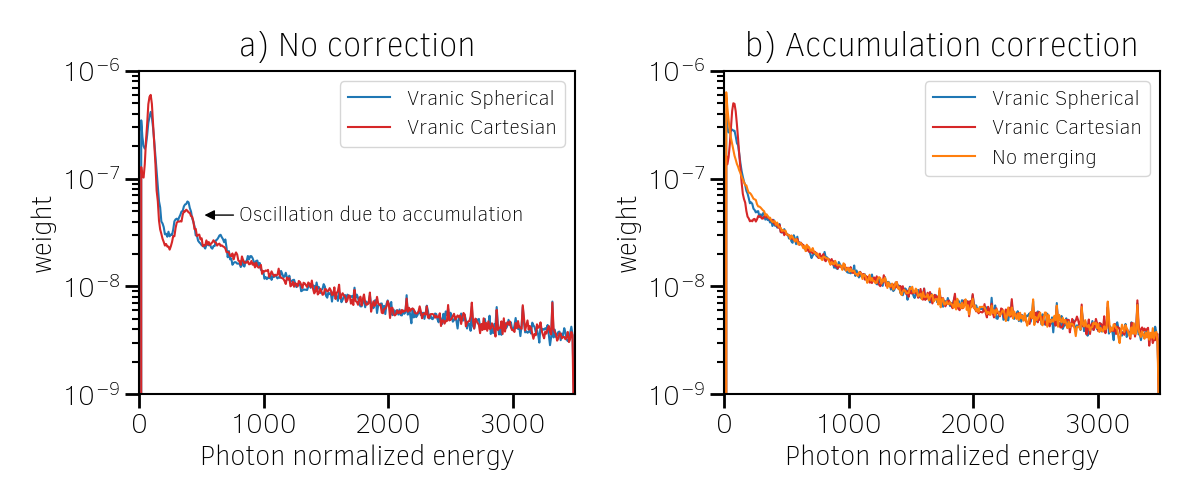 a) No correction
10⁻⁶
10⁻⁷
10⁻⁸
10⁻⁹
weight
Vranic Spherical
Vranic Cartesian
Oscillation due to accumulation
0 1000 2000 3000
Photon normalized energy
b) Accumulation correction
10⁻⁶
10⁻⁷
10⁻⁸
10⁻⁹
weight
Vranic Spherical
Vranic Cartesian
No merging
0 1000 2000 3000
Photon normalized energy